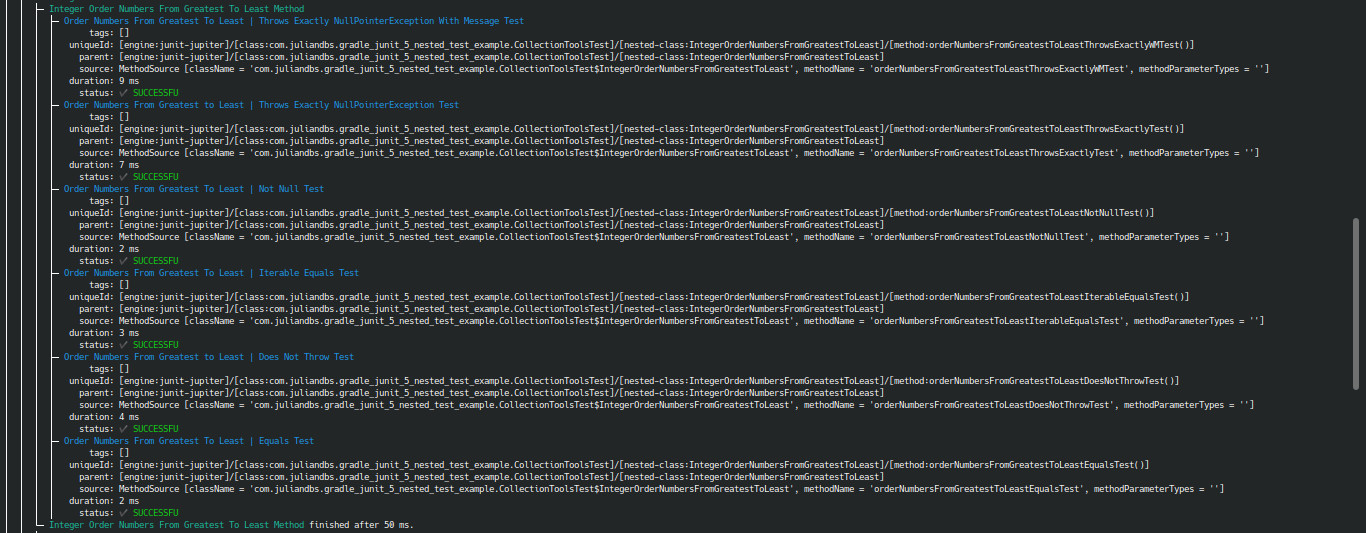 Integer Order Numbers From Greatest To Least Method
Order Numbers From Greatest To Least | Throws Exactly NullPointerException With Message Test
tags: []
uniqueId: [engine:junit-jupiter]/[class:com.juliandbs.gradle_junit_5_nested_test_example.CollectionToolsTest]/[nested-class:IntegerOrderNumbersFromGreatestToLeast]/[method:orderNumbersFromGreatestToLeastThrowsExactlyWMTest()]
parent: [engine:junit-jupiter]/[class:com.juliandbs.gradle_junit_5_nested_test_example.CollectionToolsTest]/[nested-class:IntegerOrderNumbersFromGreatestToLeast]
source: MethodSource [className = 'com.juliandbs.gradle_junit_5_nested_test_example.CollectionToolsTest$IntegerOrderNumbersFromGreatestToLeast', methodName = 'orderNumbersFromGreatestToLeastThrowsExactlyWMTest', methodParameterTypes = '']
duration: 9 ms
status: ✔ SUCCESSFU
Order Numbers From Greatest to Least | Throws Exactly NullPointerException Test
tags: []
uniqueId: [engine:junit-jupiter]/[class:com.juliandbs.gradle_junit_5_nested_test_example.CollectionToolsTest]/[nested-class:IntegerOrderNumbersFromGreatestToLeast]/[method:orderNumbersFromGreatestToLeastThrowsExactlyTest()]
parent: [engine:junit-jupiter]/[class:com.juliandbs.gradle_junit_5_nested_test_example.CollectionToolsTest]/[nested-class:IntegerOrderNumbersFromGreatestToLeast]
source: MethodSource [className = 'com.juliandbs.gradle_junit_5_nested_test_example.CollectionToolsTest$IntegerOrderNumbersFromGreatestToLeast', methodName = 'orderNumbersFromGreatestToLeastThrowsExactlyTest', methodParameterTypes = '']
duration: 7 ms
status: ✔ SUCCESSFU
Order Numbers From Greatest To Least | Not Null Test
tags: []
uniqueId: [engine:junit-jupiter]/[class:com.juliandbs.gradle_junit_5_nested_test_example.CollectionToolsTest]/[nested-class:IntegerOrderNumbersFromGreatestToLeast]/[method:orderNumbersFromGreatestToLeastNotNullTest()]
parent: [engine:junit-jupiter]/[class:com.juliandbs.gradle_junit_5_nested_test_example.CollectionToolsTest]/[nested-class:IntegerOrderNumbersFromGreatestToLeast]
source: MethodSource [className = 'com.juliandbs.gradle_junit_5_nested_test_example.CollectionToolsTest$IntegerOrderNumbersFromGreatestToLeast', methodName = 'orderNumbersFromGreatestToLeastNotNullTest', methodParameterTypes = '']
duration: 2 ms
status: ✔ SUCCESSFU
Order Numbers From Greatest To Least | Iterable Equals Test
tags: []
uniqueId: [engine:junit-jupiter]/[class:com.juliandbs.gradle_junit_5_nested_test_example.CollectionToolsTest]/[nested-class:IntegerOrderNumbersFromGreatestToLeast]/[method:orderNumbersFromGreatestToLeastIterableEqualsTest()]
parent: [engine:junit-jupiter]/[class:com.juliandbs.gradle_junit_5_nested_test_example.CollectionToolsTest]/[nested-class:IntegerOrderNumbersFromGreatestToLeast]
source: MethodSource [className = 'com.juliandbs.gradle_junit_5_nested_test_example.CollectionToolsTest$IntegerOrderNumbersFromGreatestToLeast', methodName = 'orderNumbersFromGreatestToLeastIterableEqualsTest', methodParameterTypes = '']
duration: 3 ms
status: ✔ SUCCESSFU
Order Numbers From Greatest to Least | Does Not Throw Test
tags: []
uniqueId: [engine:junit-jupiter]/[class:com.juliandbs.gradle_junit_5_nested_test_example.CollectionToolsTest]/[nested-class:IntegerOrderNumbersFromGreatestToLeast]/[method:orderNumbersFromGreatestToLeastDoesNotThrowTest()]
parent: [engine:junit-jupiter]/[class:com.juliandbs.gradle_junit_5_nested_test_example.CollectionToolsTest]/[nested-class:IntegerOrderNumbersFromGreatestToLeast]
source: MethodSource [className = 'com.juliandbs.gradle_junit_5_nested_test_example.CollectionToolsTest$IntegerOrderNumbersFromGreatestToLeast', methodName = 'orderNumbersFromGreatestToLeastDoesNotThrowTest', methodParameterTypes = '']
duration: 4 ms
status: ✔ SUCCESSFU
Order Numbers From Greatest To Least | Equals Test
tags: []
uniqueId: [engine:junit-jupiter]/[class:com.juliandbs.gradle_junit_5_nested_test_example.CollectionToolsTest]/[nested-class:IntegerOrderNumbersFromGreatestToLeast]/[method:orderNumbersFromGreatestToLeastEqualsTest()]
parent: [engine:junit-jupiter]/[class:com.juliandbs.gradle_junit_5_nested_test_example.CollectionToolsTest]/[nested-class:IntegerOrderNumbersFromGreatestToLeast]
source: MethodSource [className = 'com.juliandbs.gradle_junit_5_nested_test_example.CollectionToolsTest$IntegerOrderNumbersFromGreatestToLeast', methodName = 'orderNumbersFromGreatestToLeastEqualsTest', methodParameterTypes = '']
duration: 2 ms
status: ✔ SUCCESSFU
Integer Order Numbers From Greatest To Least Method finished after 50 ms.